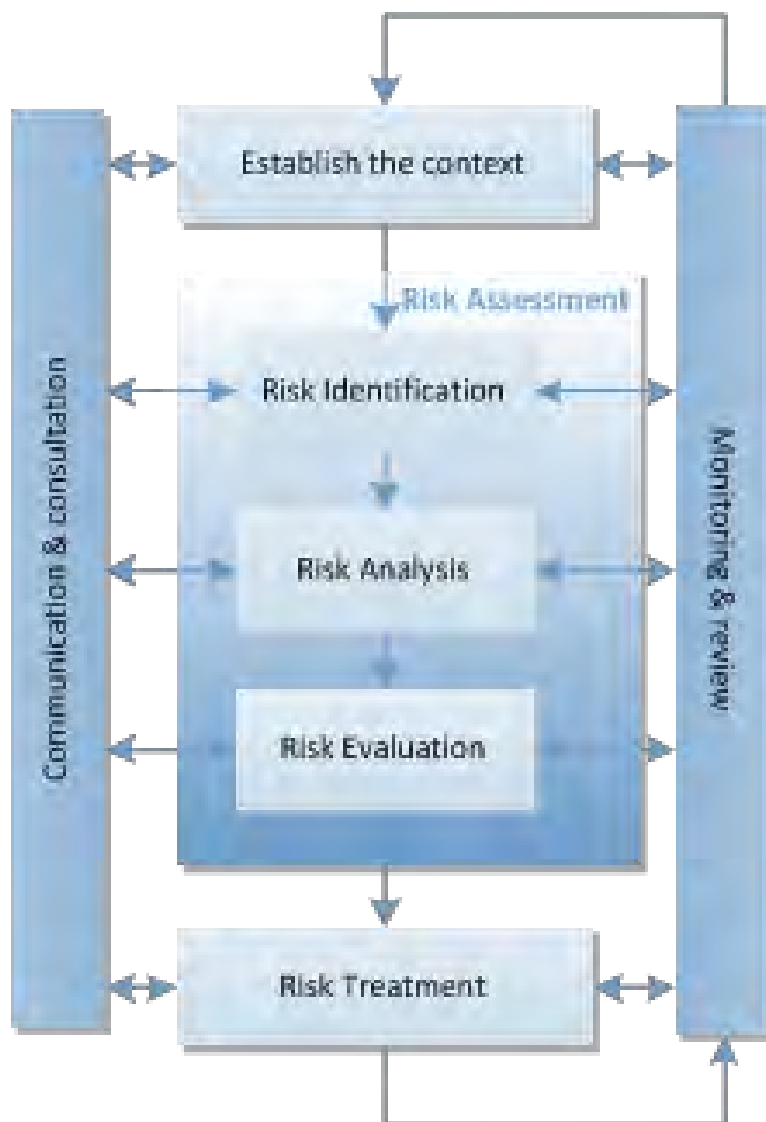 Establish the context
Risk Assessment
Risk Identification
Risk Analysis
Risk Evaluation
Risk Treatment
Communication & consultation
Monitoring & review